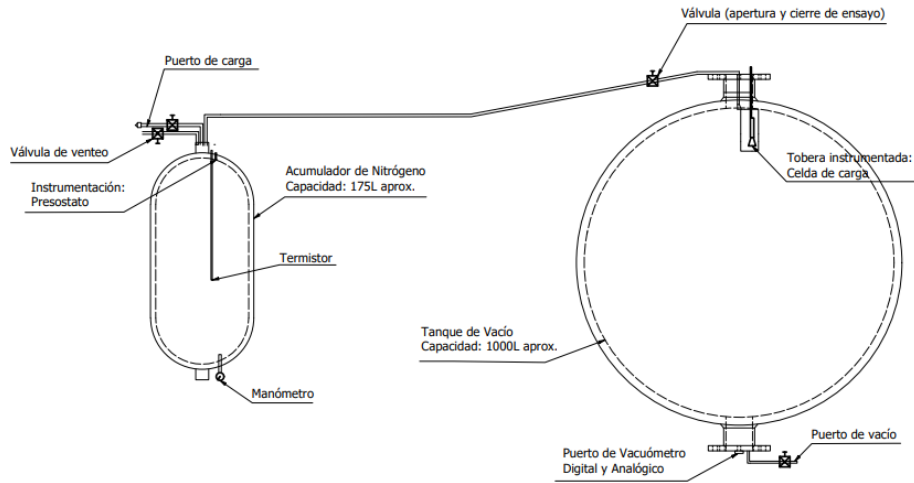 Válvula (apertura y cierre de ensayo)
Puerto de carga
Válvula de venteo
Instrumentación:
Presostato
Acumulador de Nitrógeno
Capacidad: 175L aprox.
Tobera instrumentada:
Celda de carga
Termistor
Tanque de Vacío
Capacidad: 1000L aprox.
Manómetro
Puerto de vacío
Puerto de Vacuómetro
Digital y Analógico